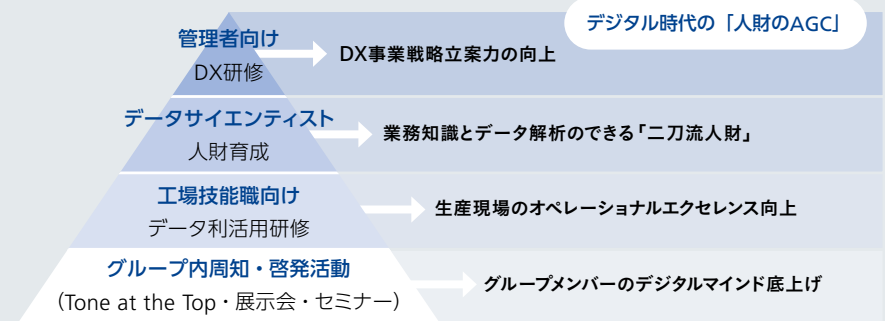 デジタル時代の「人財のAGC」
管理者向け
DX研修
DX事業戦略立案力の向上
データサイエンティスト
人財育成
業務知識とデータ解析のできる「二刀流人財」
工場技能職向け
データ利活用研修
生産現場のオペレーショナルエクセレンス向上
グループ内周知・啓発活動
(Tone at the Top・展示会・セミナー)
グループメンバーのデジタルマインド底上げ